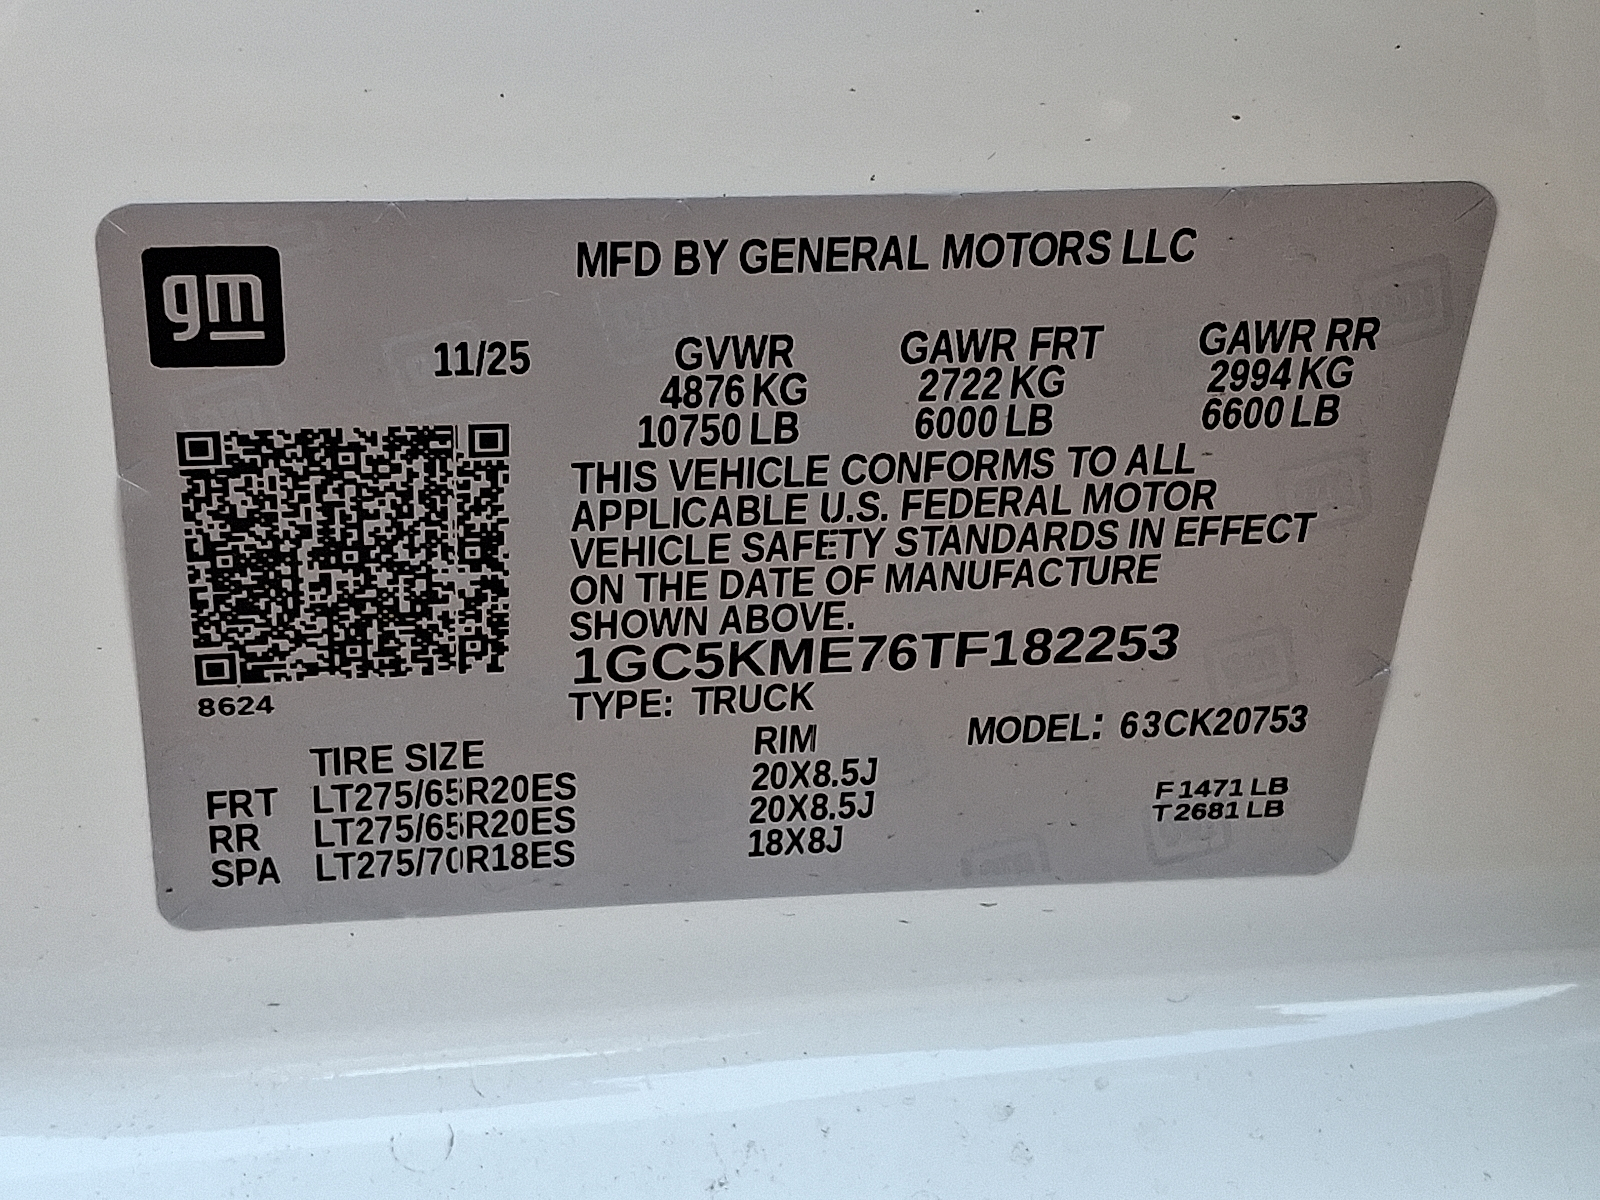 gm
MFD BY GENERAL MOTORS LLC
11/25 GVWR GAWR FRT GAWR RR
4876 KG 2722 KG 2994 KG
10750 LB 6000 LB 6600 LB
THIS VEHICLE CONFORMS TO ALL
APPLICABLE U.S. FEDERAL MOTOR
VEHICLE SAFETY STANDARDS IN EFFECT
ON THE DATE OF MANUFACTURE
SHOWN ABOVE.
1GC5KME76TF182253
8624
TYPE: TRUCK
MODEL: 63CK20753
TIRE SIZE RIM
FRT LT275/65R20ES 20X8.5J
RR LT275/65R20ES 20X8.5J
SPA LT275/70R18ES 18X8J
F 1471 LB
T 2681 LB